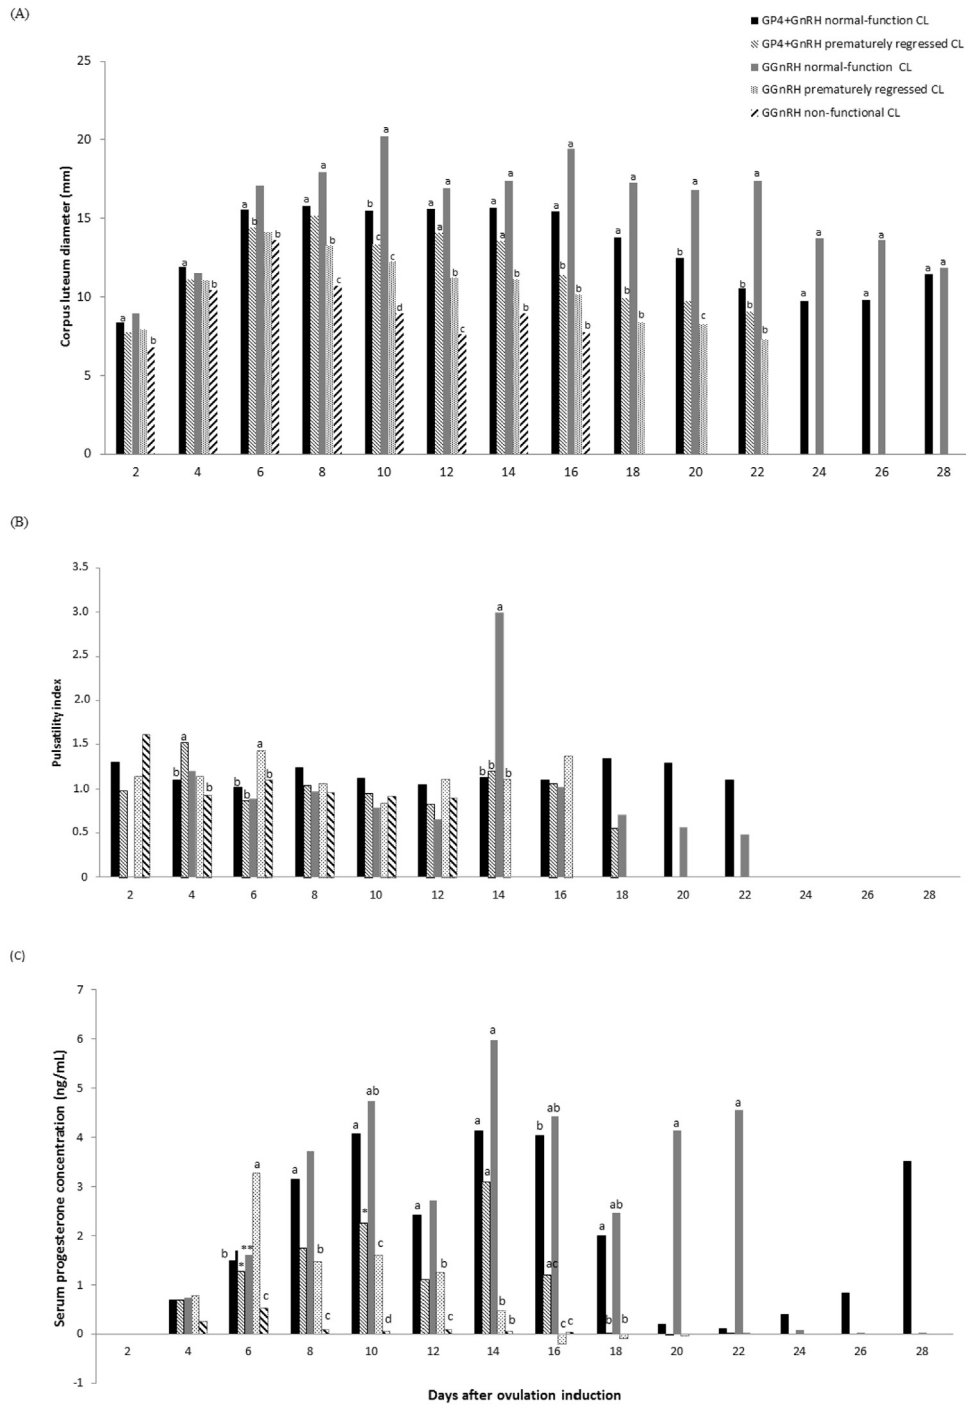 (A)
GP4+GnRH normal-function CL
GP4+GnRH prematurely regressed CL
GGnRH normal-function CL
GGnRH prematurely regressed CL
GGnRH non-functional CL
Corpus luteum diameter (mm)
25
20
15
10
5
0
a b
a b
a b b
a b c
b c a c d
a a b c
a a b c
a b a b b
a b a b
b a c
a b a b
a a
a a
a a
2 4 6 8 10 12 14 16 18 20 22 24 26 28
(B)
Pulsatility index
3.5
3.0
2.5
2.0
1.5
1.0
0.5
0
b a b
b b a b
b b a b
2 4 6 8 10 12 14 16 18 20 22 24 26 28
(C)
Serum progesterone concentration (ng/mL)
7
6
5
4
3
2
1
0
-1
b * ** a c
a b c
a * ab c d
a b c
a a a b b
b ac ab c c
a b ab b
a
a
2 4 6 8 10 12 14 16 18 20 22 24 26 28
Days after ovulation induction